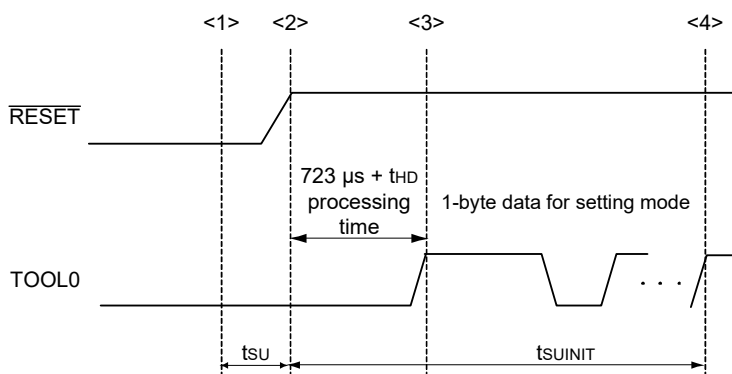 <1> <2> <3> <4>
RESET
723 µs + tHD
processing
time
1-byte data for setting mode
TOOL0
. . .
tSU
tSUINIT